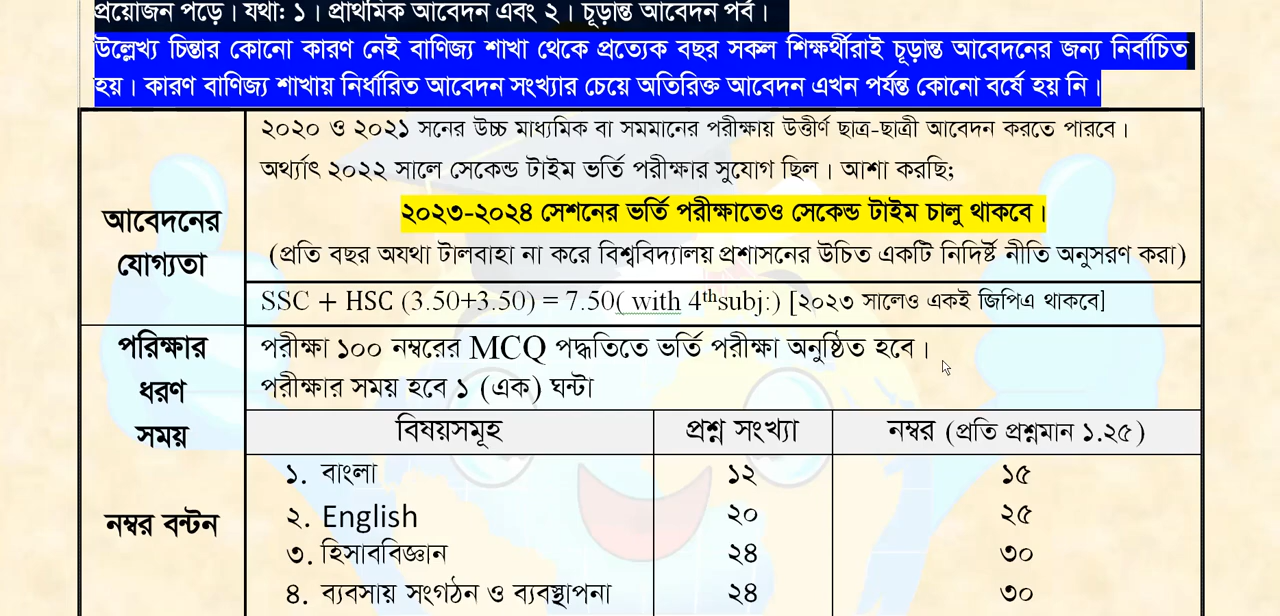 প্রয়োজন পড়ে। যথা: ১। প্রাথমিক আবেদন এবং ২। চূড়ান্ত আবেদন পর্ব।
উল্লেখ্য চিন্তার কোনো কারণ নেই বাণিজ্য শাখা থেকে প্রত্যেক বছর সকল শিক্ষর্থীরাই চূড়ান্ত আবেদনের জন্য নির্বাচিত
হয়। কারণ বাণিজ্য শাখায় নির্ধারিত আবেদন সংখ্যার চেয়ে অতিরিক্ত আবেদন এখন পর্যন্ত কোনো বর্ষে হয় নি।
আবেদনের
যোগ্যতা
২০২০ ও ২০২১ সনের উচ্চ মাধ্যমিক বা সমমানের পরীক্ষায় উত্তীর্ণ ছাত্র-ছাত্রী আবেদন করতে পারবে।
অর্থ্যাৎ ২০২২ সালে সেকেন্ড টাইম ভর্তি পরীক্ষার সুযোগ ছিল। আশা করছি;
২০২৩-২০২৪ সেশনের ভর্তি পরীক্ষাতেও সেকেন্ড টাইম চালু থাকবে।
(প্রতি বছর অযথা টালবাহা না করে বিশ্ববিদ্যালয় প্রশাসনের উচিত একটি নিদির্ষ্ট নীতি অনুসরণ করা)
SSC + HSC (3.50+3.50) = 7.50( with 4thsubj:) [২০২৩ সালেও একই জিপিএ থাকবে]
পরিক্ষার
ধরণ
সময়
পরীক্ষা ১০০ নম্বরের MCQ পদ্ধতিতে ভর্তি পরীক্ষা অনুষ্ঠিত হবে।
পরীক্ষার সময় হবে ১ (এক) ঘন্টা
নম্বর বন্টন
বিষয়সমূহ প্রশ্ন সংখ্যা নম্বর (প্রতি প্রশ্নমান ১.২৫)
১. বাংলা ১২ ১৫
২. English ২০ ২৫
৩. হিসাববিজ্ঞান ২৪ ৩০
৪. ব্যবসায় সংগঠন ও ব্যবস্থাপনা ২৪ ৩০